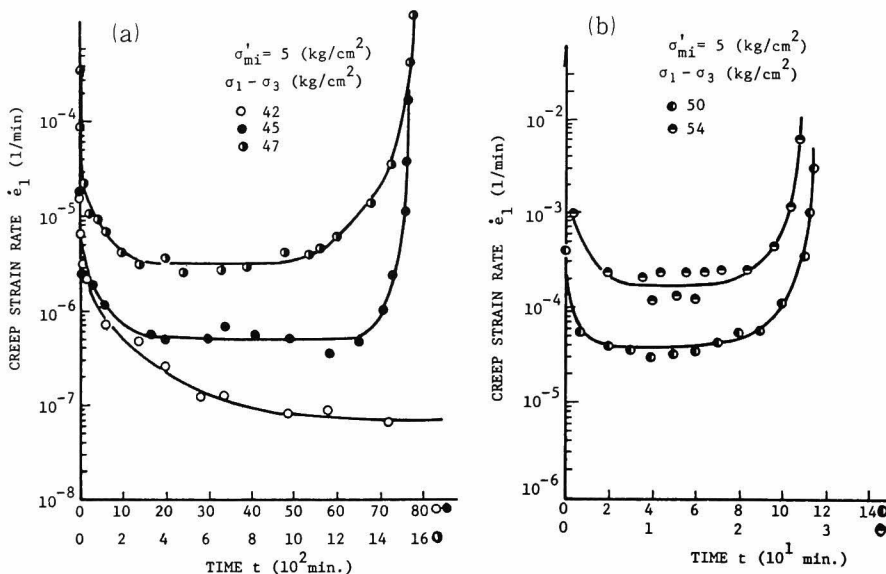 (a)
σ'mi = 5 (kg/cm²)
σ₁ - σ₃ (kg/cm²)
42
45
47
CREEP STRAIN RATE ė₁ (1/min)
10⁻⁴
10⁻⁵
10⁻⁶
10⁻⁷
10⁻⁸
0 10 20 30 40 50 60 70 80
0 2 4 6 8 10 12 14 16
TIME t (10² min.)
(b)
σ'mi = 5 (kg/cm²)
σ₁ - σ₃ (kg/cm²)
50
54
CREEP STRAIN RATE ė₁ (1/min)
10⁻²
10⁻³
10⁻⁴
10⁻⁵
10⁻⁶
0 2 4 6 8 10 12 14
0 1 2 3
TIME t (10¹ min.)